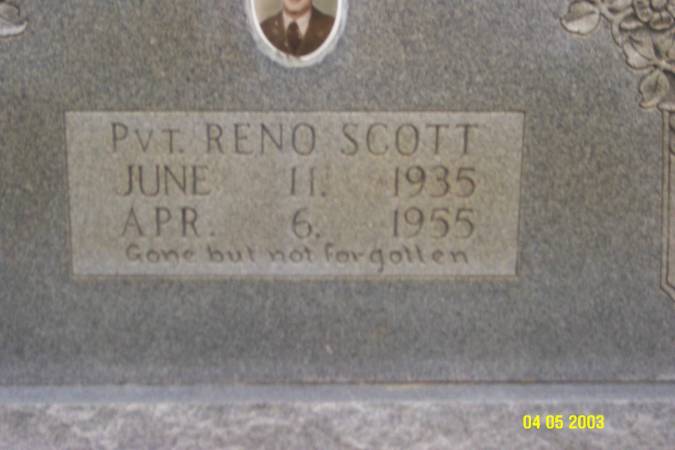 PVT. RENO SCOTT
JUNE 11. 1935
APR. 6. 1955
Gone but not forgotten
04 05 2003